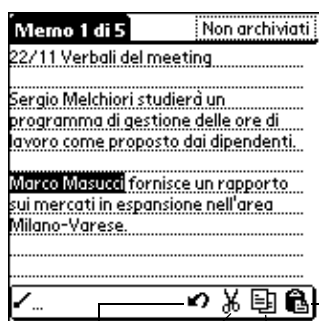 Memo 1 di 5 Non archiviati
22/11 Verbali del meeting
Sergio Melchiori studierà un
programma di gestione delle ore di
lavoro come proposto dai dipendenti.
Marco Masucci fornisce un rapporto
sui mercati in espansione nell'area
Milano-Varese.
...